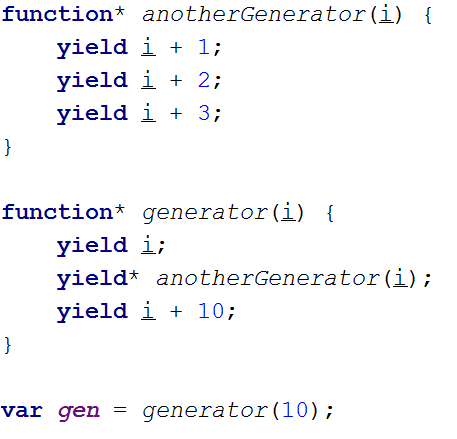 function* anotherGenerator(i) {
    yield i + 1;
    yield i + 2;
    yield i + 3;
}

function* generator(i) {
    yield i;
    yield* anotherGenerator(i);
    yield i + 10;
}

var gen = generator(10);